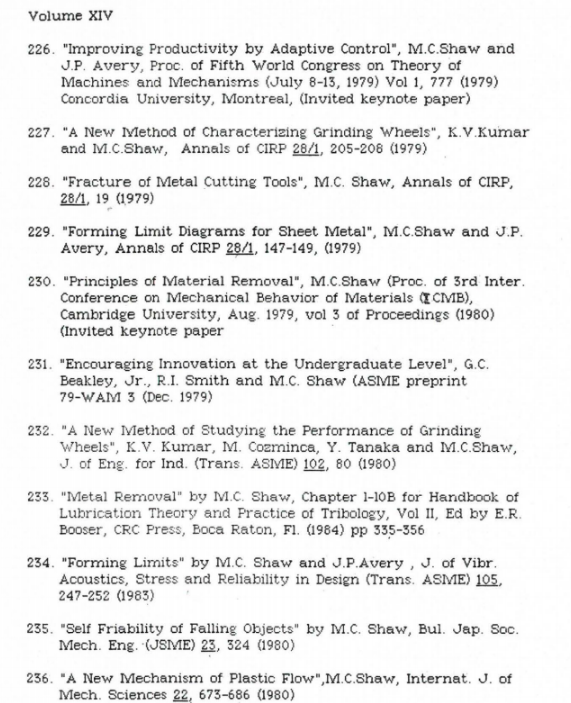 Volume XIV
226. "Improving Productivity by Adaptive Control", M.C.Shaw and
J.P. Avery, Proc. of Fifth World Congress on Theory of
Machines and Mechanisms (July 8-13, 1979) Vol 1, 777 (1979)
Concordia University, Montreal, (Invited keynote paper)
227. "A New Method of Characterizing Grinding Wheels", K.V.Kumar
and M.C.Shaw, Annals of CIRP 28/1, 205-208 (1979)
228. "Fracture of Metal Cutting Tools", M.C. Shaw, Annals of CIRP,
28/1, 19 (1979)
229. "Forming Limit Diagrams for Sheet Metal", M.C.Shaw and J.P.
Avery, Annals of CIRP 28/1, 147-149, (1979)
230. "Principles of Material Removal", M.C.Shaw (Proc. of 3rd Inter.
Conference on Mechanical Behavior of Materials (ICMB),
Cambridge University, Aug. 1979, vol 3 of Proceedings (1980)
(Invited keynote paper
231. "Encouraging Innovation at the Undergraduate Level", G.C.
Beakley, Jr., R.I. Smith and M.C. Shaw (ASME preprint
79-WAM 3 (Dec. 1979)
232. "A New Method of Studying the Performance of Grinding
Wheels", K.V. Kumar, M. Cozminca, Y. Tanaka and M.C.Shaw,
J. of Eng. for Ind. (Trans. ASME) 102, 80 (1980)
233. "Metal Removal" by M.C. Shaw, Chapter 1-10B for Handbook of
Lubrication Theory and Practice of Tribology, Vol II, Ed by E.R.
Booser, CRC Press, Boca Raton, Fl. (1984) pp 335-356
234. "Forming Limits" by M.C. Shaw and J.P.Avery , J. of Vibr.
Acoustics, Stress and Reliability in Design (Trans. ASME) 105,
247-252 (1983)
235. "Self Friability of Falling Objects" by M.C. Shaw, Bul. Jap. Soc.
Mech. Eng. (JSME) 23, 324 (1980)
236. "A New Mechanism of Plastic Flow",M.C.Shaw, Internat. J. of
Mech. Sciences 22, 673-686 (1980)